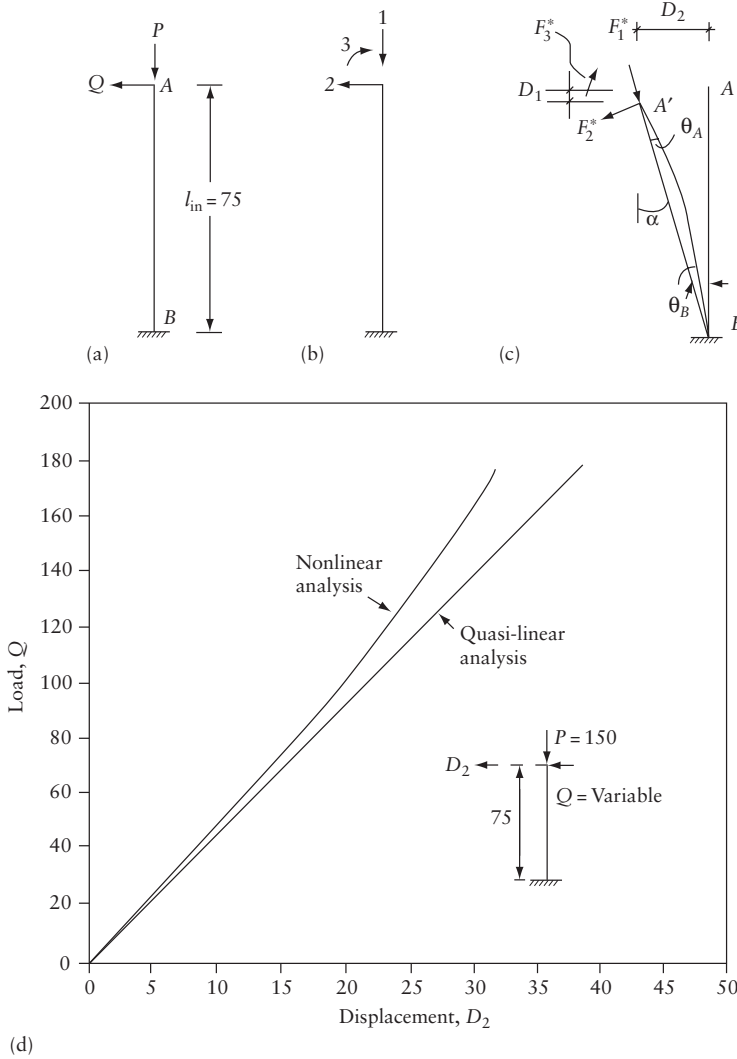 P
Q
A
l_in = 75
B
(a)
1
3
2
(b)
F_3^*
F_1^*
D_2
D_1
A
A′
F_2^*
θ_A
α
θ_B
(c)
200
180
160
140
120
100
80
60
40
20
0
Load, Q
Nonlinear
analysis
Quasi-linear
analysis
P = 150
D_2
Q = Variable
75
0 5 10 15 20 25 30 35 40 45 50
Displacement, D_2
(d)